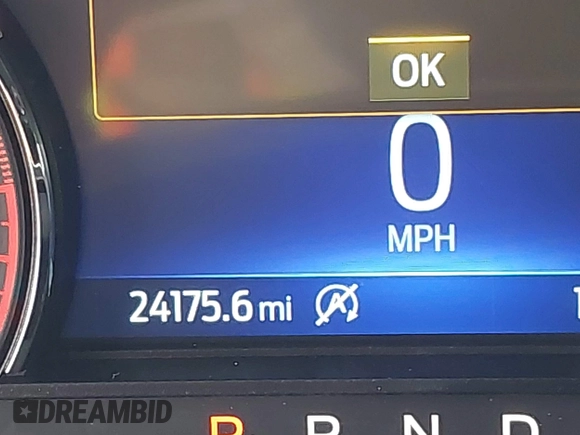 OK
0
MPH
24175.6 mi
P R N D
DREAMBID